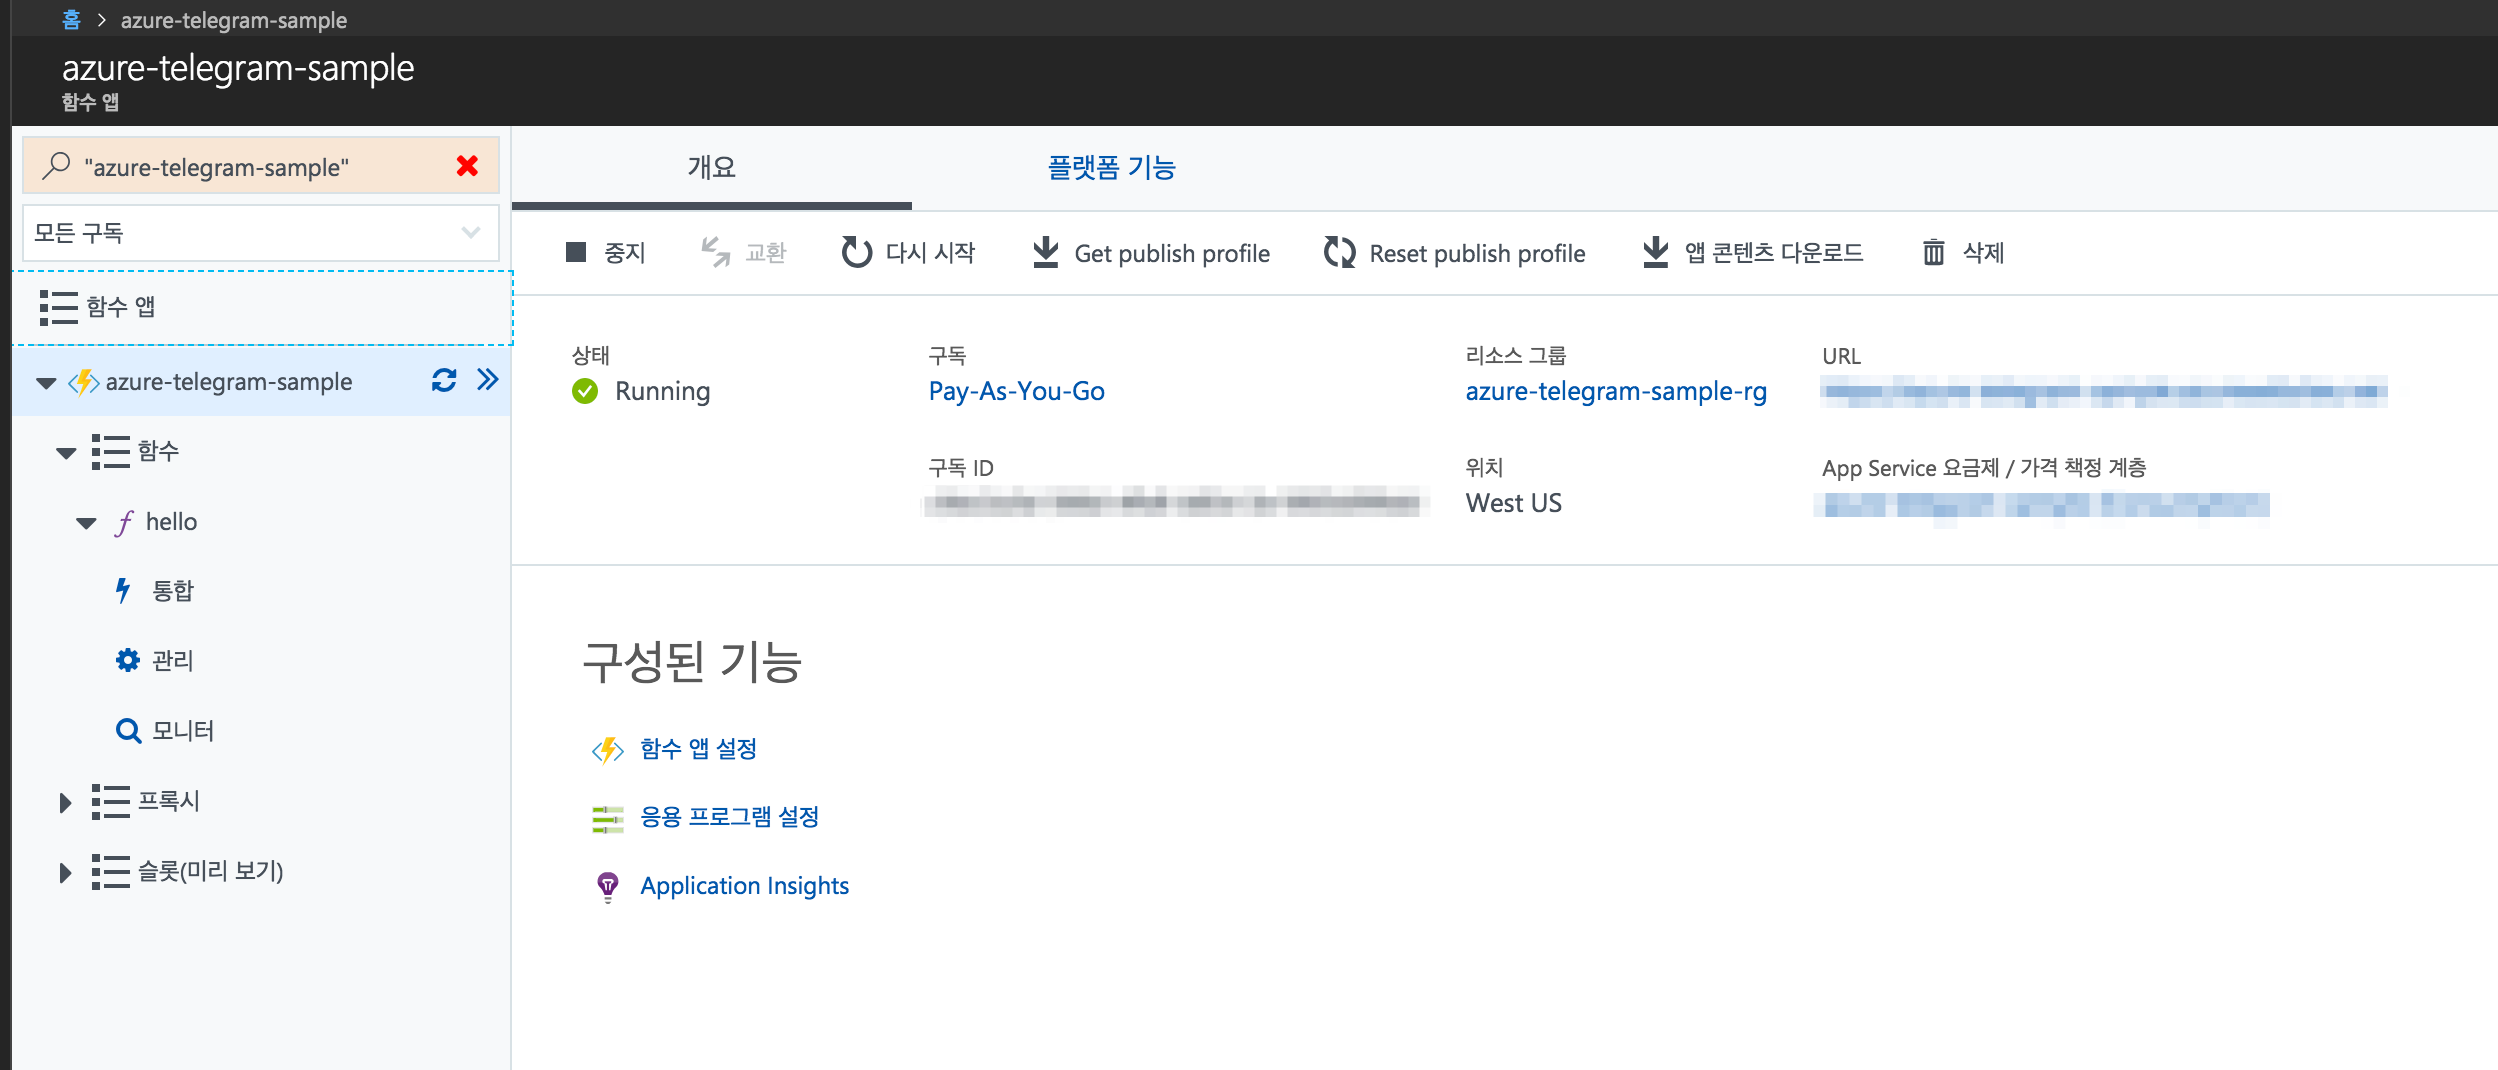 홈 > azure-telegram-sample
azure-telegram-sample
함수 앱
"azure-telegram-sample"
모든 구독
함수 앱
azure-telegram-sample
함수
hello
통합
관리
모니터
프록시
슬롯(미리 보기)
개요 플랫폼 기능
중지 교환 다시 시작 Get publish profile Reset publish profile 앱 콘텐츠 다운로드 삭제
상태 구독 리소스 그룹 URL
Running Pay-As-You-Go azure-telegram-sample-rg
구독 ID 위치 App Service 요금제 / 가격 책정 계층
West US
구성된 기능
함수 앱 설정
응용 프로그램 설정
Application Insights